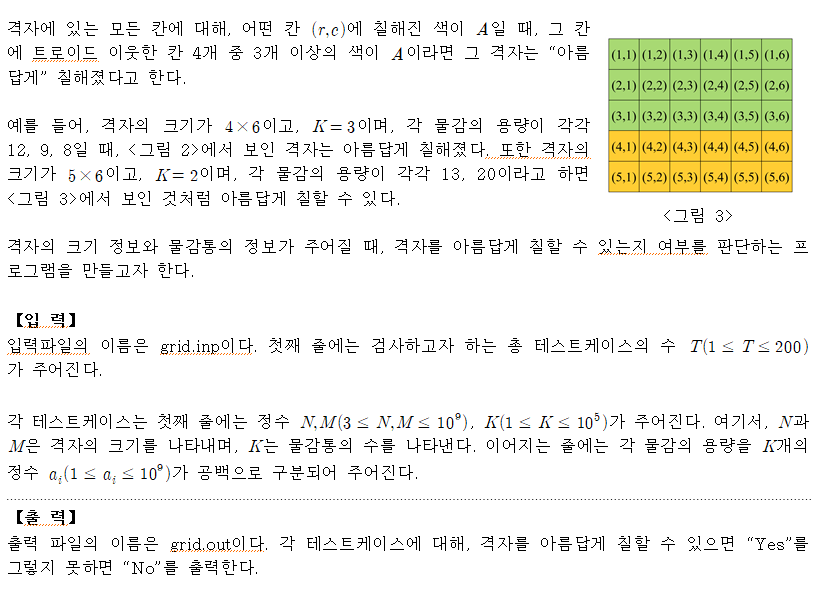 격자에 있는 모든 칸에 대해, 어떤 칸 (r,c)에 칠해진 색이 A일 때, 그 칸
에 트로이드 이웃한 칸 4개 중 3개 이상의 색이 A이라면 그 격자는 “아름
답게” 칠해졌다고 한다.
예를 들어, 격자의 크기가 4×6이고, K=3이며, 각 물감의 용량이 각각
12, 9, 8일 때, <그림 2>에서 보인 격자는 아름답게 칠해졌다. 또한 격자의
크기가 5×6이고, K=2이며, 각 물감의 용량이 각각 13, 20이라고 하면
<그림 3>에서 보인 것처럼 아름답게 칠할 수 있다.
(1,1) (1,2) (1,3) (1,4) (1,5) (1,6)
(2,1) (2,2) (2,3) (2,4) (2,5) (2,6)
(3,1) (3,2) (3,3) (3,4) (3,5) (3,6)
(4,1) (4,2) (4,3) (4,4) (4,5) (4,6)
(5,1) (5,2) (5,3) (5,4) (5,5) (5,6)
<그림 3>
격자의 크기 정보와 물감통의 정보가 주어질 때, 격자를 아름답게 칠할 수 있는지 여부를 판단하는 프
로그램을 만들고자 한다.
【입 력】
입력파일의 이름은 grid.inp이다. 첫째 줄에는 검사하고자 하는 총 테스트케이스의 수 T(1 ≤ T ≤ 200)
가 주어진다.
각 테스트케이스는 첫째 줄에는 정수 N,M(3 ≤ N,M ≤ 10⁹), K(1 ≤ K ≤ 10⁵)가 주어진다. 여기서, N과
M은 격자의 크기를 나타내며, K는 물감통의 수를 나타낸다. 이어지는 줄에는 각 물감의 용량을 K개의
정수 aᵢ(1 ≤ aᵢ ≤ 10⁹)가 공백으로 구분되어 주어진다.
【출 력】
출력 파일의 이름은 grid.out이다. 각 테스트케이스에 대해, 격자를 아름답게 칠할 수 있으면 “Yes”를
그렇지 못하면 “No”를 출력한다.